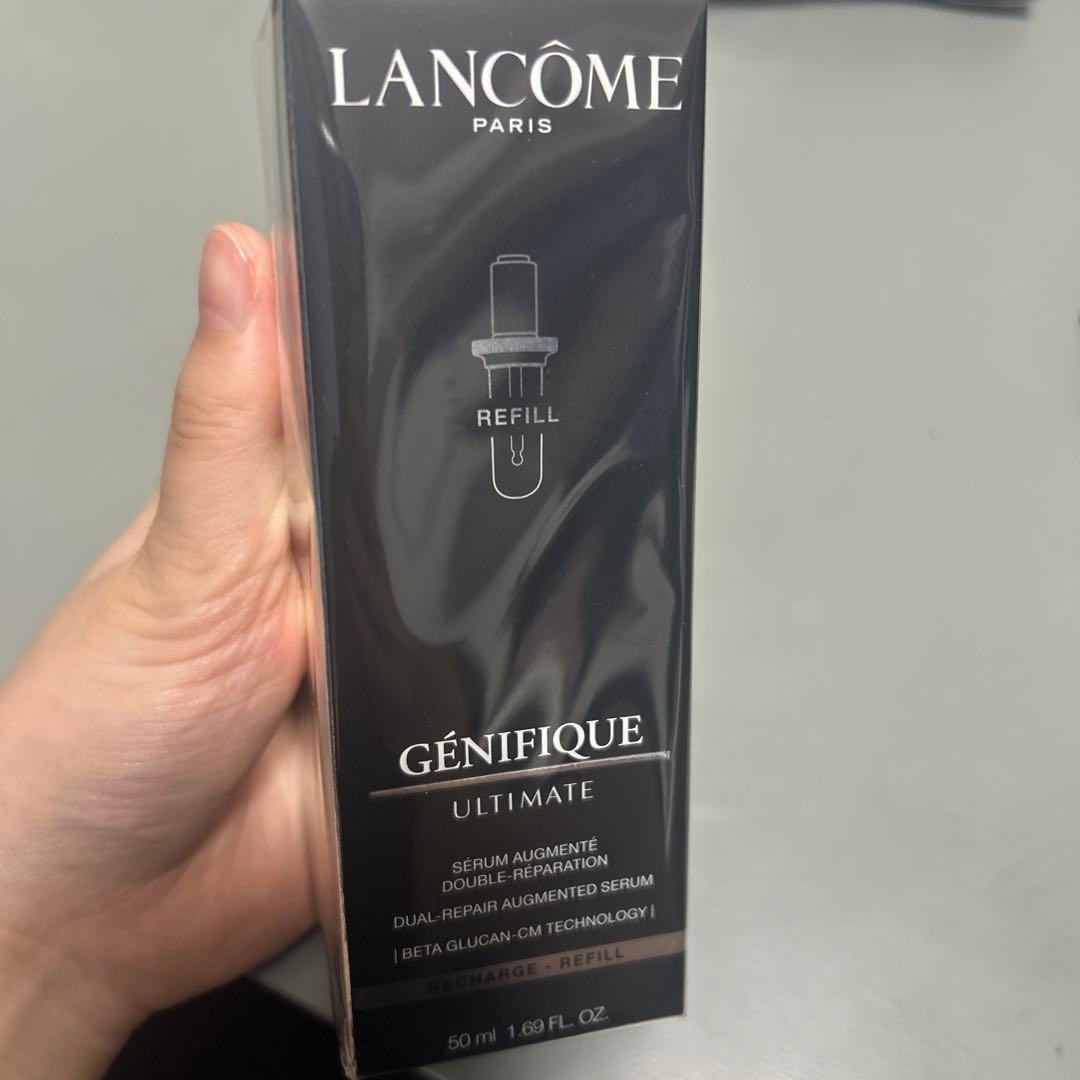 LANCÔME
PARIS
REFILL
GÉNIFIQUE
ULTIMATE
SÉRUM AUGMENTÉ
DOUBLE-RÉPARATION
DUAL-REPAIR AUGMENTED SERUM
| BETA GLUCAN-CM TECHNOLOGY |
RECHARGE - REFILL
50 ml 1.69 FL. OZ.